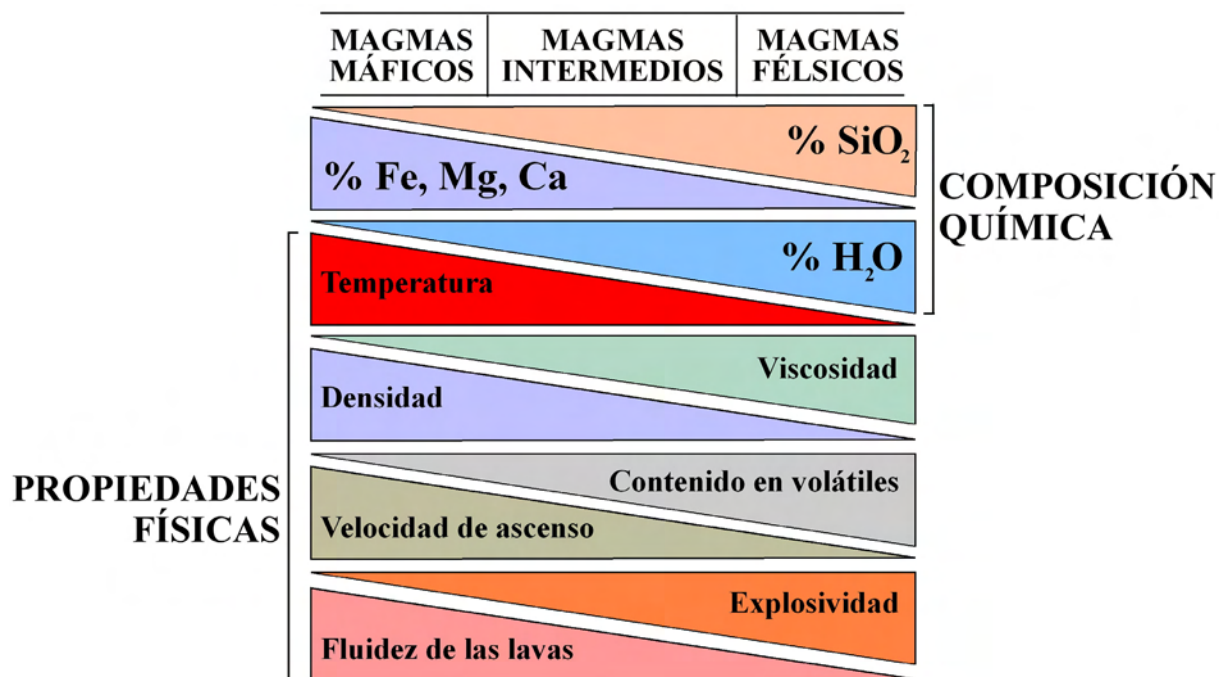 MAGMAS
MÁFICOS
MAGMAS
INTERMEDIOS
MAGMAS
FÉLSICOS
% SiO₂
% Fe, Mg, Ca
COMPOSICIÓN
QUÍMICA
% H₂O
Temperatura
Viscosidad
Densidad
PROPIEDADES
FÍSICAS
Contenido en volátiles
Velocidad de ascenso
Explosividad
Fluidez de las lavas